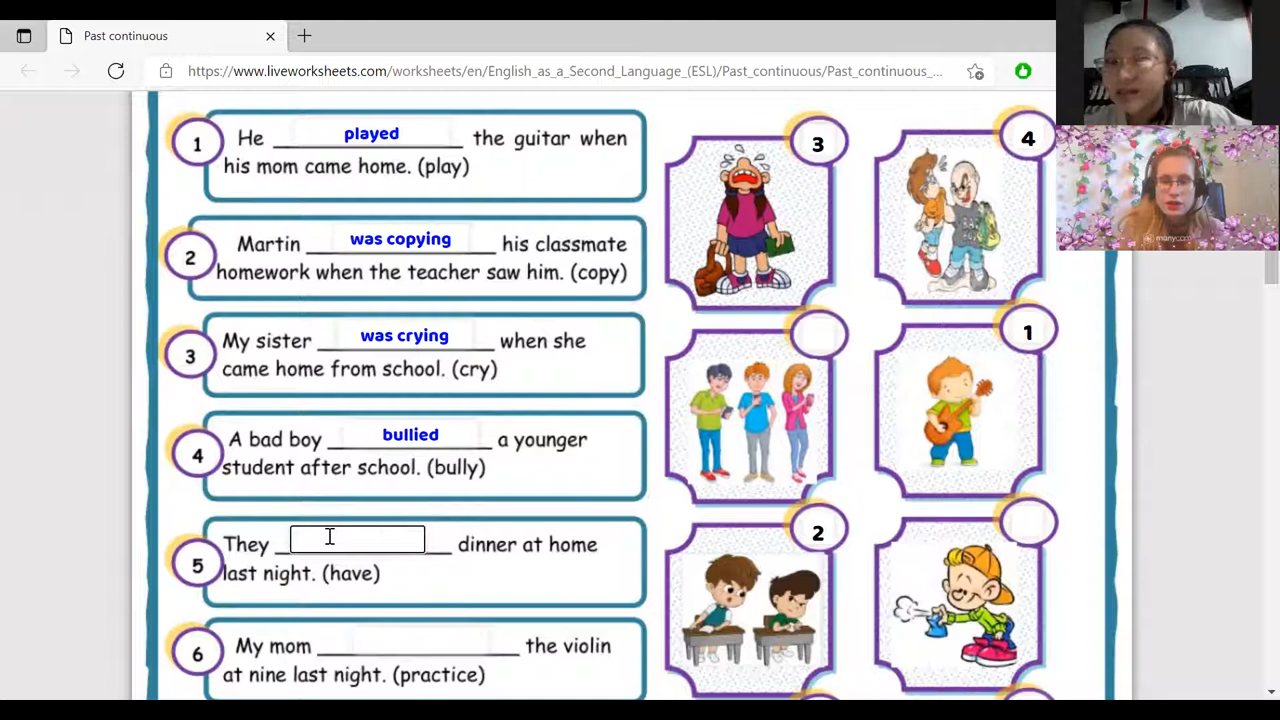 Past continuous
https://www.liveworksheets.com/worksheets/en/English_as_a_Second_Language_(ESL)/Past_continuous/Past_continuous_...
1
He played the guitar when
his mom came home. (play)
2
Martin was copying his classmate
homework when the teacher saw him. (copy)
3
My sister was crying when she
came home from school. (cry)
4
A bad boy bullied a younger
student after school. (bully)
5
They ___ dinner at home
last night. (have)
6
My mom ___ the violin
at nine last night. (practice)
3
4
1
2
manycam